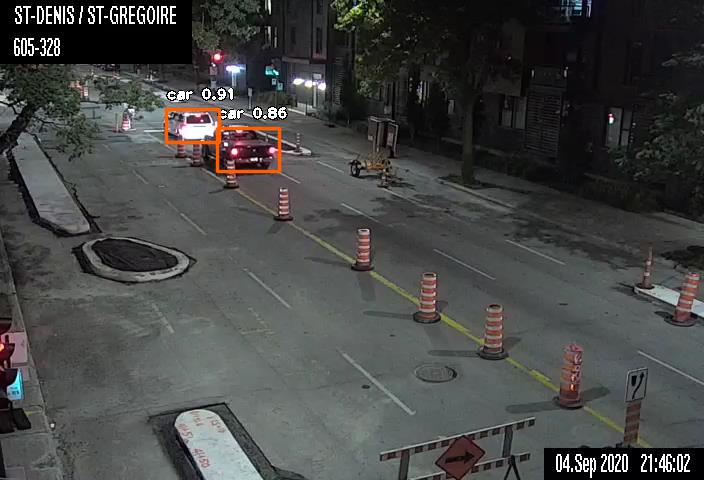 ST-DENIS / ST-GREGOIRE
605-328
car 0.91
car 0.86
04.Sep 2020 21:46:02